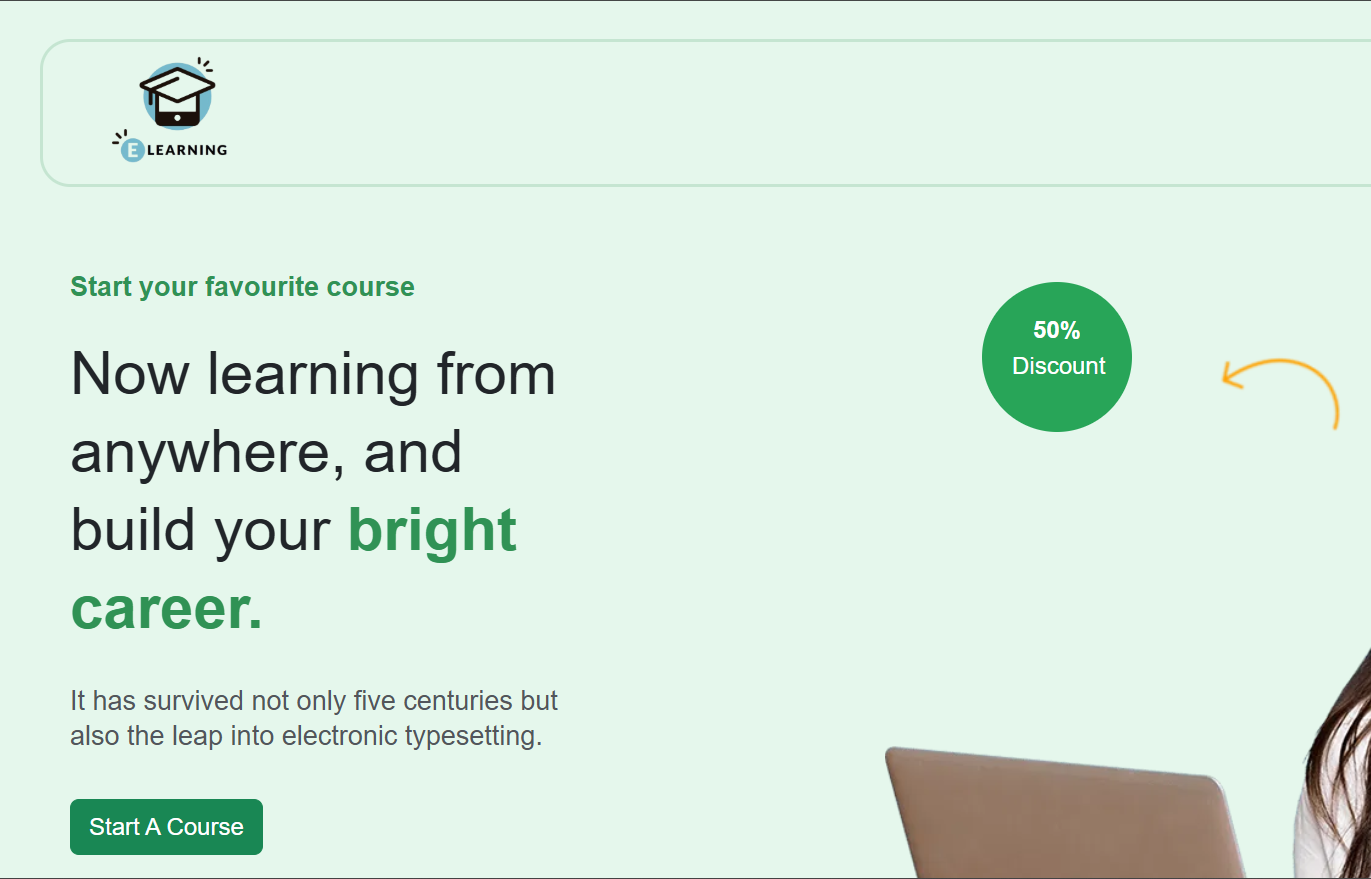 E LEARNING
Start your favourite course
Now learning from
anywhere, and
build your bright
career.
It has survived not only five centuries but
also the leap into electronic typesetting.
Start A Course
50%
Discount